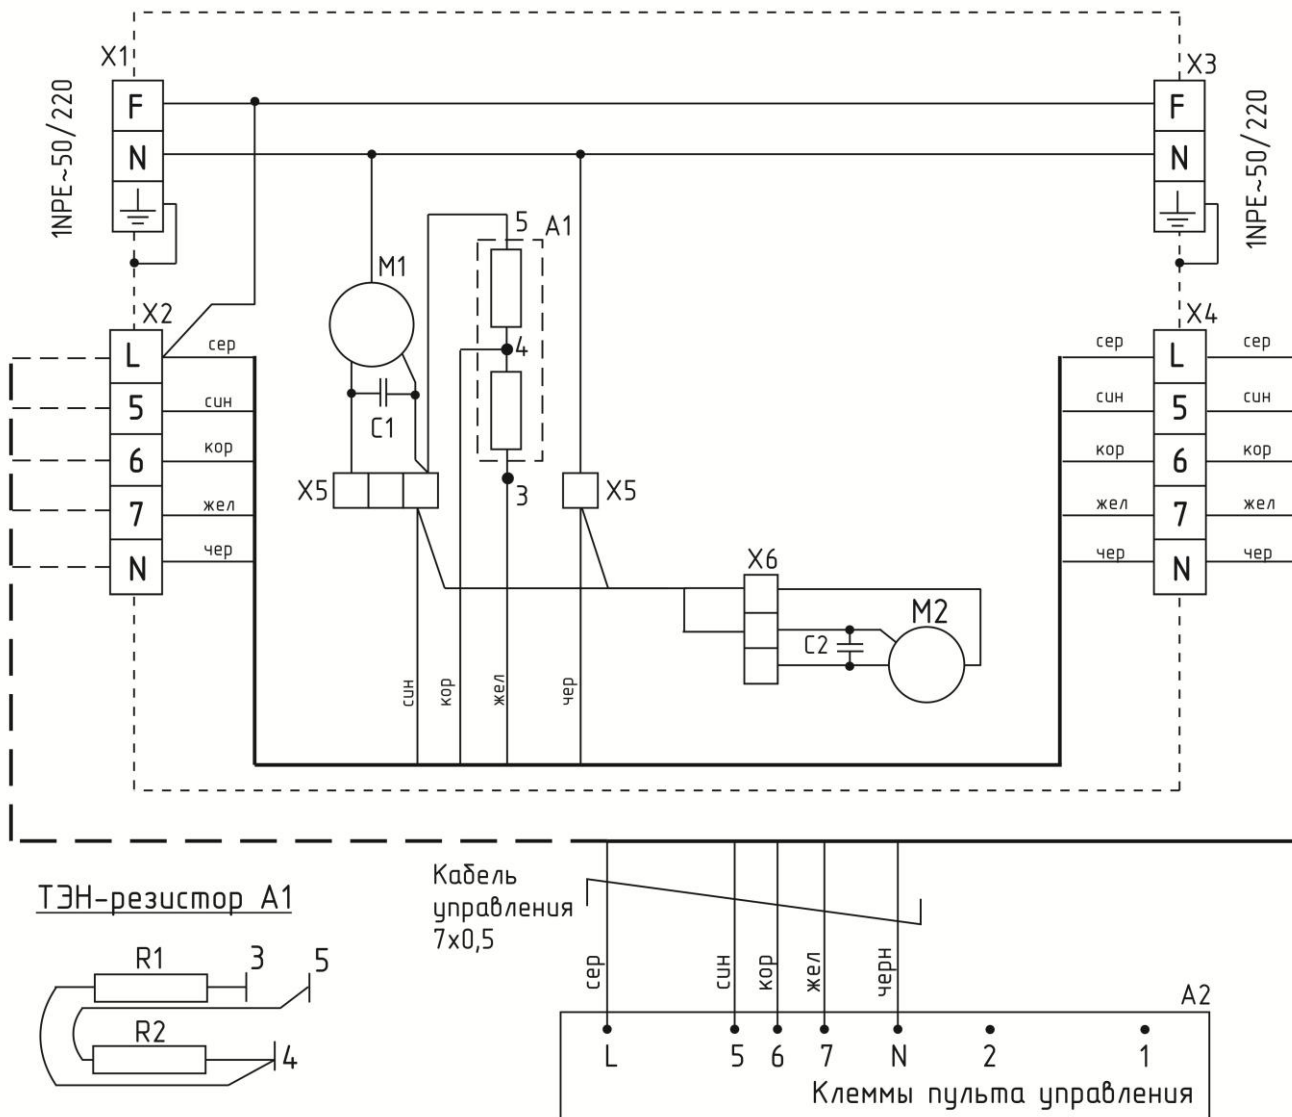 X1
X3
1NPE~50/220
F
N
F
N
1NPE~50/220
5
A1
M1
X2
X4
L
сер
4
сер
L
сер
5
син
C1
син
5
син
6
кор
кор
6
кор
X5
3
X5
7
жел
жел
7
жел
N
чер
X6
чер
N
чер
M2
C2
син
кор
жел
чер
ТЭН-резистор А1
Кабель
управления
7х0,5
R1
3
5
R2
4
сер
син
кор
жел
черн
A2
L 5 6 7 N 2 1
Клеммы пульта управления